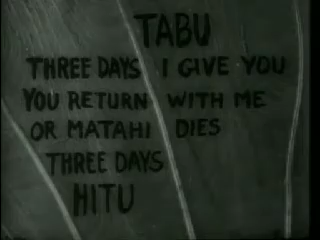 TABU
THREE DAYS I GIVE YOU
YOU RETURN WITH ME
OR MATAHI DIES
THREE DAYS
HITU